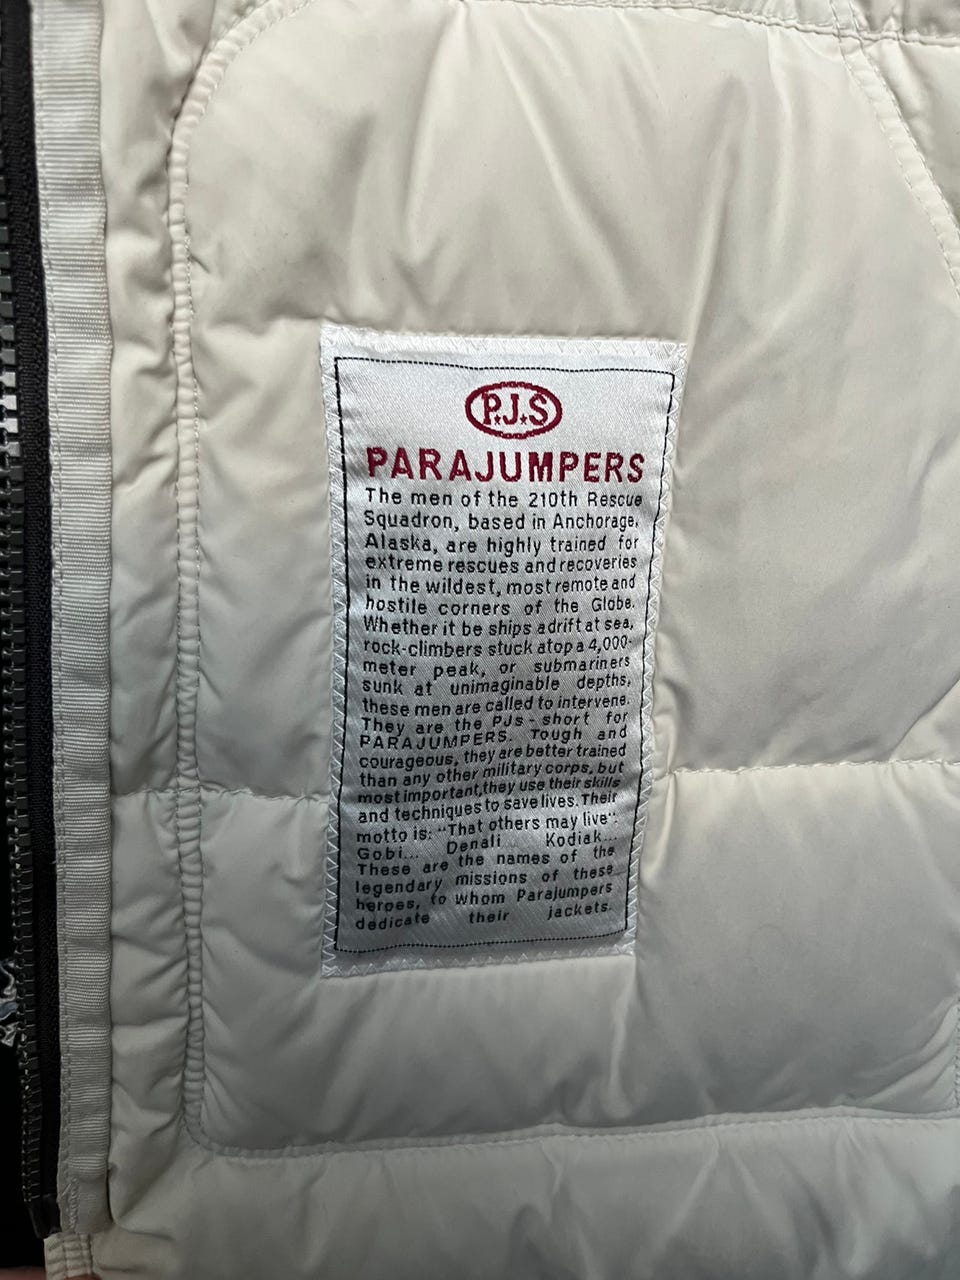 P.J.S
PARAJUMPERS
The men of the 210th Rescue
Squadron, based in Anchorage,
Alaska, are highly trained for
extreme rescues and recoveries
in the wildest, most remote and
hostile corners of the Globe.
Whether it be ships adrift at sea,
rock-climbers stuck atop a 4,000-
meter peak, or submariners
sunk at unimaginable depths,
these men are called to intervene.
They are the PJs - short for
PARAJUMPERS. Tough and
courageous, they are better trained
than any other military corps, but
most important, they use their skills
and techniques to save lives. Their
motto is: "That others may live".
Gobi... Denali... Kodiak...
These are the names of the
legendary missions of these
heroes, to whom Parajumpers
dedicate their jackets.